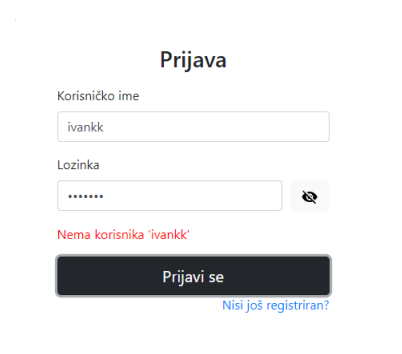 Prijava
Korisničko ime
ivankk
Lozinka
•••••••
Nema korisnika 'ivankk'
Prijavi se
Nisi još registriran?